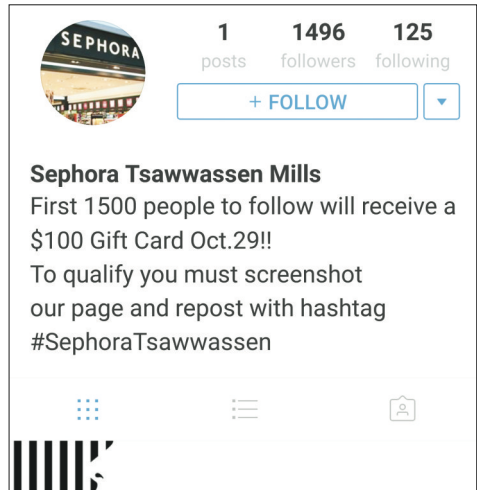 SEPHORA
1 1496 125
posts followers following
+ FOLLOW
Sephora Tsawwassen Mills
First 1500 people to follow will receive a
$100 Gift Card Oct.29!!
To qualify you must screenshot
our page and repost with hashtag
#SephoraTsawwassen